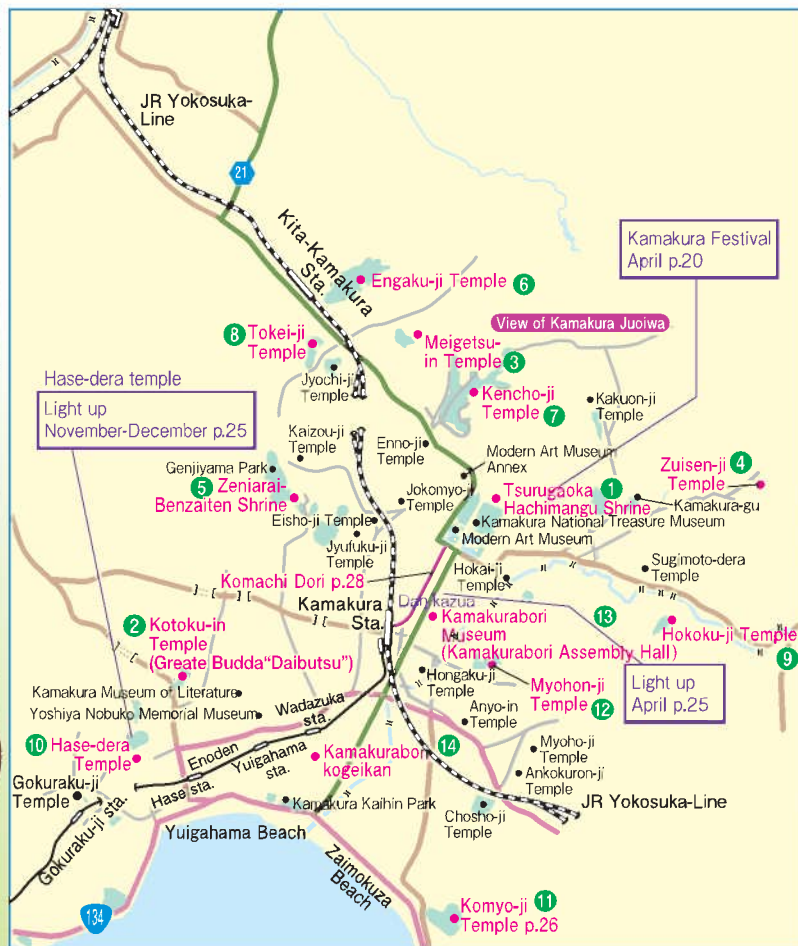 JR Yokosuka-
Line
21
Kita-Kamakura
Sta.
Kamakura Festival
April p.20
Engaku-ji Temple 6
View of Kamakura Juoiwa
8 Tokei-ji
Temple
Meigetsu-
in Temple 3
Jyochi-ji
Temple
Kencho-ji
Temple 7
Kakuon-ji
Temple
Hase-dera temple
Light up
November-December p.25
Kaizou-ji
Temple
Enno-ji
Temple
Modern Art Museum
Annex
Genjiyama Park
5 Zeniarai-
Benzaiten Shrine
Jokomyo-ji
Temple
Tsurugaoka 1
Hachimangu Shrine
Zuisen-ji 4
Temple
Kamakura-gu
Eisho-ji Temple
Kamakura National Treasure Museum
Modern Art Museum
Jyufuku-ji
Temple
Hokai-ji
Temple
Sugimoto-dera
Temple
Komachi Dori p.28
Kamakura
Sta.
Dankazua
2 Kotoku-in
Temple
(Greate Budda“Daibutsu”)
Kamakurabori
Museum
(Kamakurabori Assembly Hall)
13
Hokoku-ji Temple
9
Hongaku-ji
Temple
Myohon-ji
Temple 12
Light up
April p.25
Kamakura Museum of Literature
Yoshiya Nobuko Memorial Museum
Wadazuka
sta.
Anyo-in
Temple
10 Hase-dera
Temple
Enoden
Yuigahama
sta.
Hase sta.
Kamakurabori
kogeikan
14
Myoho-ji
Temple
Ankokuron-ji
Temple
Gokuraku-ji
Temple
Gokuraku-ji sta.
Kamakura Kaihin Park
Chosho-ji
Temple
JR Yokosuka-Line
Yuigahama Beach
Zaimokuza
Beach
134
Komyo-ji 11
Temple p.26